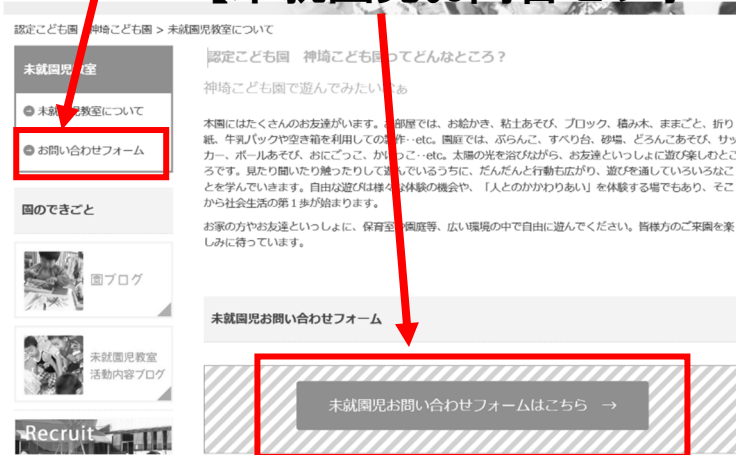 認定こども園 神埼こども園 > 未就園児教室について
未就園児教室
未就園児教室について
お問い合わせフォーム
園のできごと
園ブログ
未就園児教室
活動内容ブログ
Recruit
認定こども園 神埼こども園ってどんなところ?
神埼こども園で遊んでみたいなぁ
本園にはたくさんのお友達がいます。お部屋では、お絵かき、粘土あそび、ブロック、積み木、ままごと、折り
紙、牛乳パックや空き箱を利用しての製作‥etc。園庭では、ぶらんこ、すべり台、砂場、どろんこあそび、サッ
カー、ボールあそび、おにごっこ、かけっこ‥etc。太陽の光を浴びながら、お友達といっしょに遊び楽しむとこ
ろです。見たり聞いたり触ったりして遊んでいるうちに、だんだんと行動も広がり、遊びを通していろいろなこ
とを学んでいきます。自由な遊びは様々な体験の機会や、「人とのかかわりあい」を体験する場でもあり、そこ
から社会生活の第1歩が始まります。
お家の方やお友達といっしょに、保育室や園庭等、広い環境の中で自由に遊んでください。皆様方のご来園を楽
しみに待っています。
未就園児お問い合わせフォーム
未就園児お問い合わせフォームはこちら →